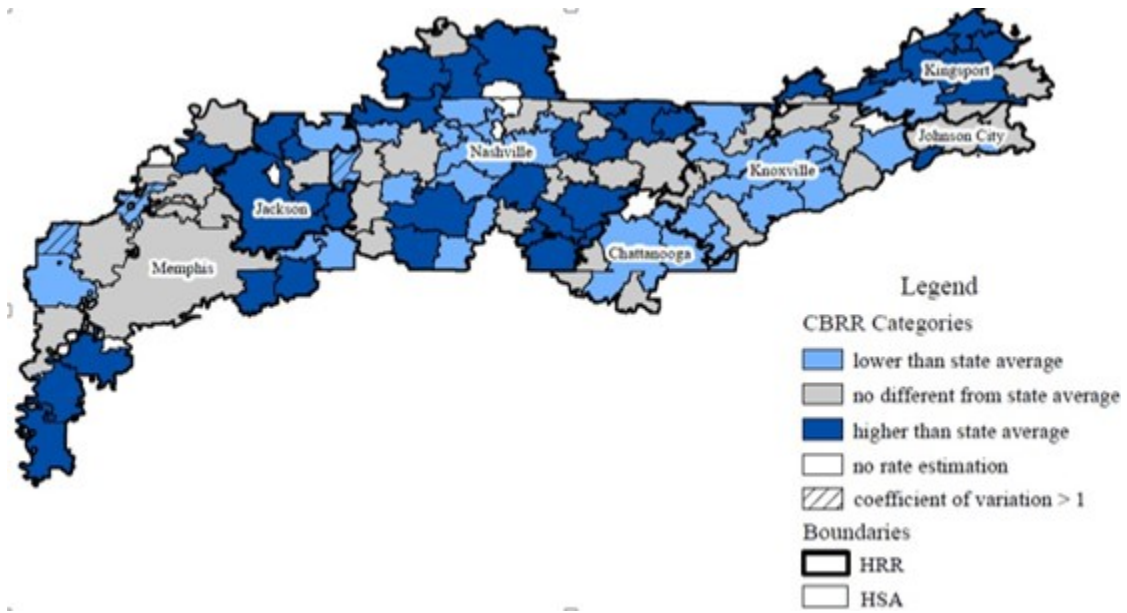 Kingsport
Johnson City
Nashville
Knoxville
Jackson
Chattanooga
Memphis
Legend
CBRR Categories
lower than state average
no different from state average
higher than state average
no rate estimation
coefficient of variation > 1
Boundaries
HRR
HSA